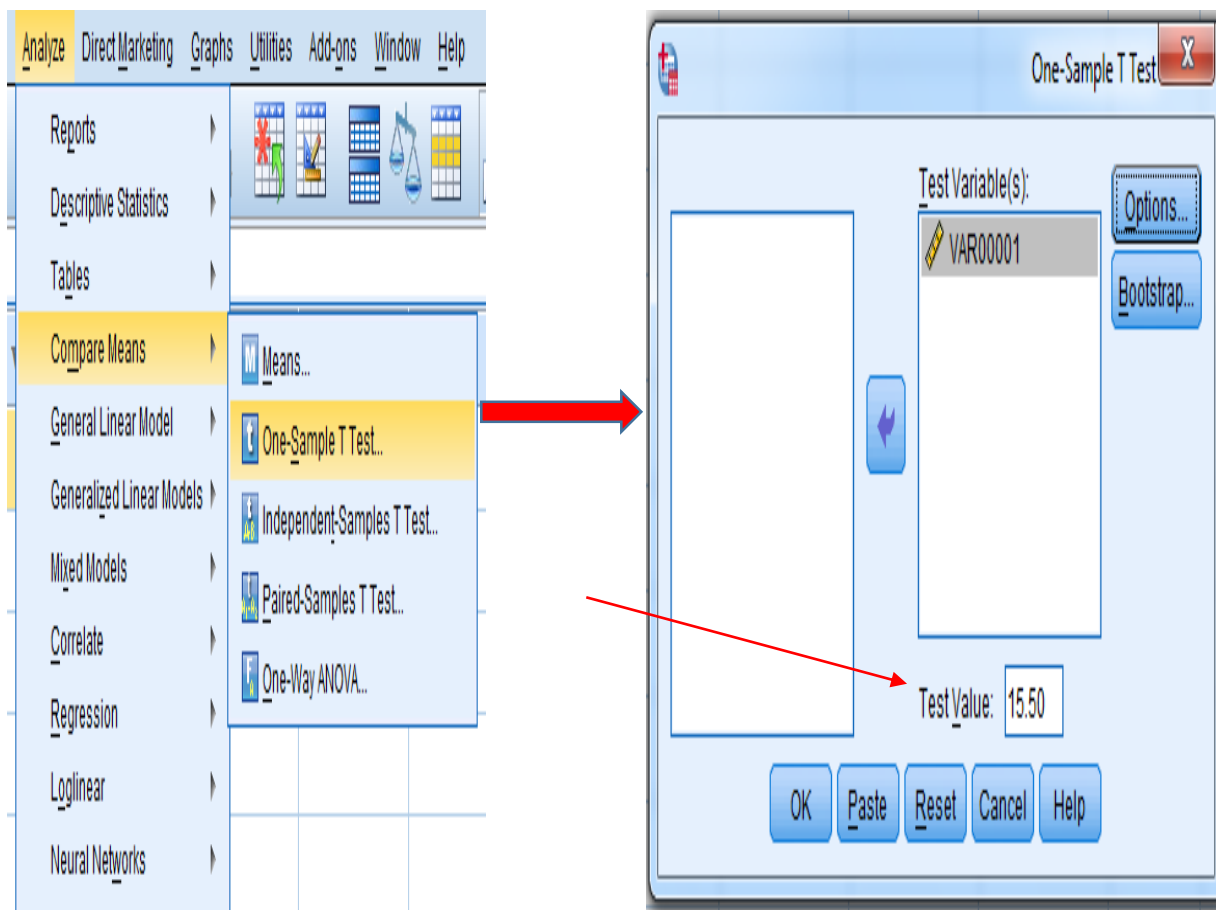 Analyze Direct Marketing Graphs Utilities Add-ons Window Help
Reports
Descriptive Statistics
Tables
Compare Means
General Linear Model
Generalized Linear Models
Mixed Models
Correlate
Regression
Loglinear
Neural Networks
M Means...
t One-Sample T Test...
Independent-Samples T Test...
Paired-Samples T Test...
One-Way ANOVA...
One-Sample T Test X
Test Variable(s):
VAR00001
Options...
Bootstrap...
Test Value: 15.50
OK Paste Reset Cancel Help